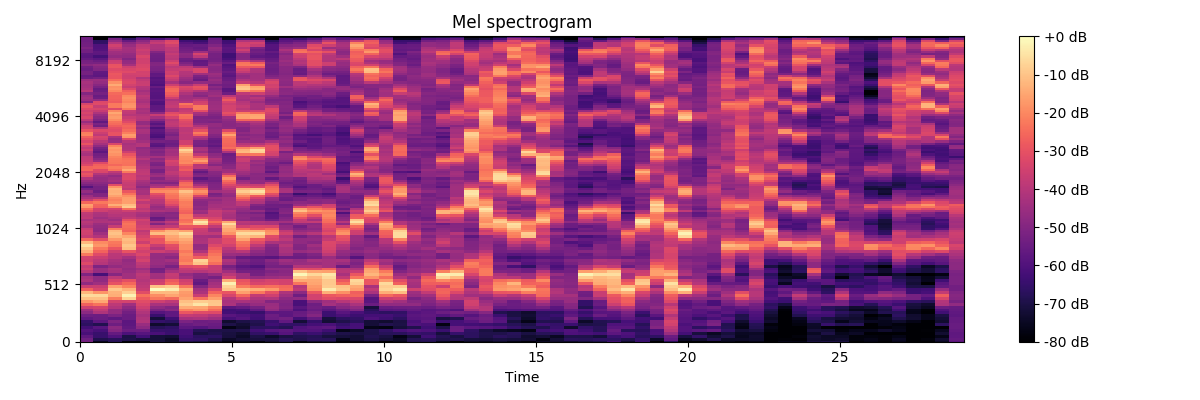 Mel spectrogram
Hz
8192
4096
2048
1024
512
0
0 5 10 15 20 25
Time
+0 dB
-10 dB
-20 dB
-30 dB
-40 dB
-50 dB
-60 dB
-70 dB
-80 dB